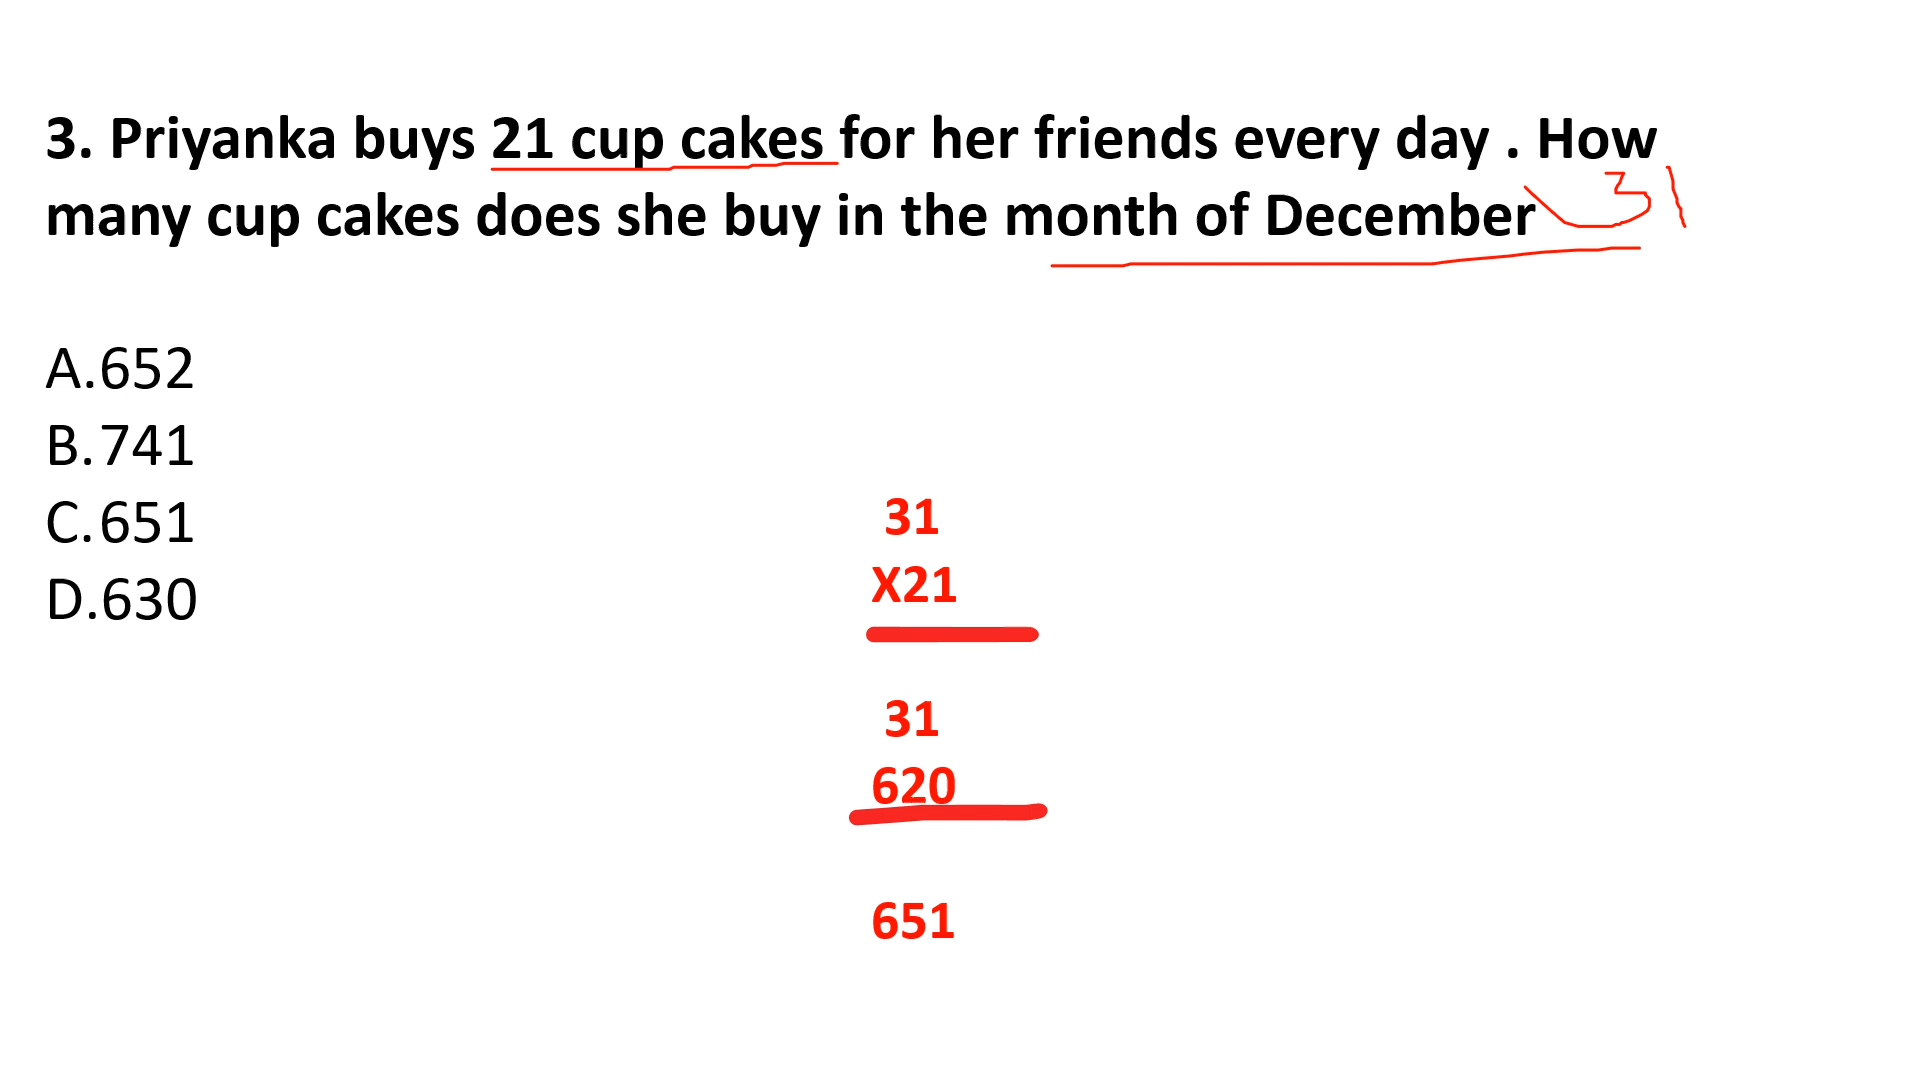 3. Priyanka buys 21 cup cakes for her friends every day . How
many cup cakes does she buy in the month of December 31
A.652
B.741
C.651
D.630
31
X21
31
620
651